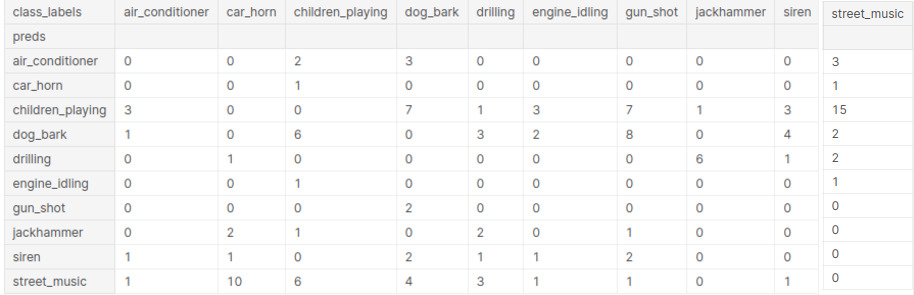 class_labels air_conditioner car_horn children_playing dog_bark drilling engine_idling gun_shot jackhammer siren street_music
preds
air_conditioner 0 0 2 3 0 0 0 0 0 3
car_horn 0 0 1 0 0 0 0 0 0 1
children_playing 3 0 0 7 1 3 7 1 3 15
dog_bark 1 0 6 0 3 2 8 0 4 2
drilling 0 1 0 0 0 0 0 6 1 2
engine_idling 0 0 1 0 0 0 0 0 0 1
gun_shot 0 0 0 2 0 0 0 0 0 0
jackhammer 0 2 1 0 2 0 1 0 0 0
siren 1 1 0 2 1 1 2 0 0 0
street_music 1 10 6 4 3 1 1 0 1 0